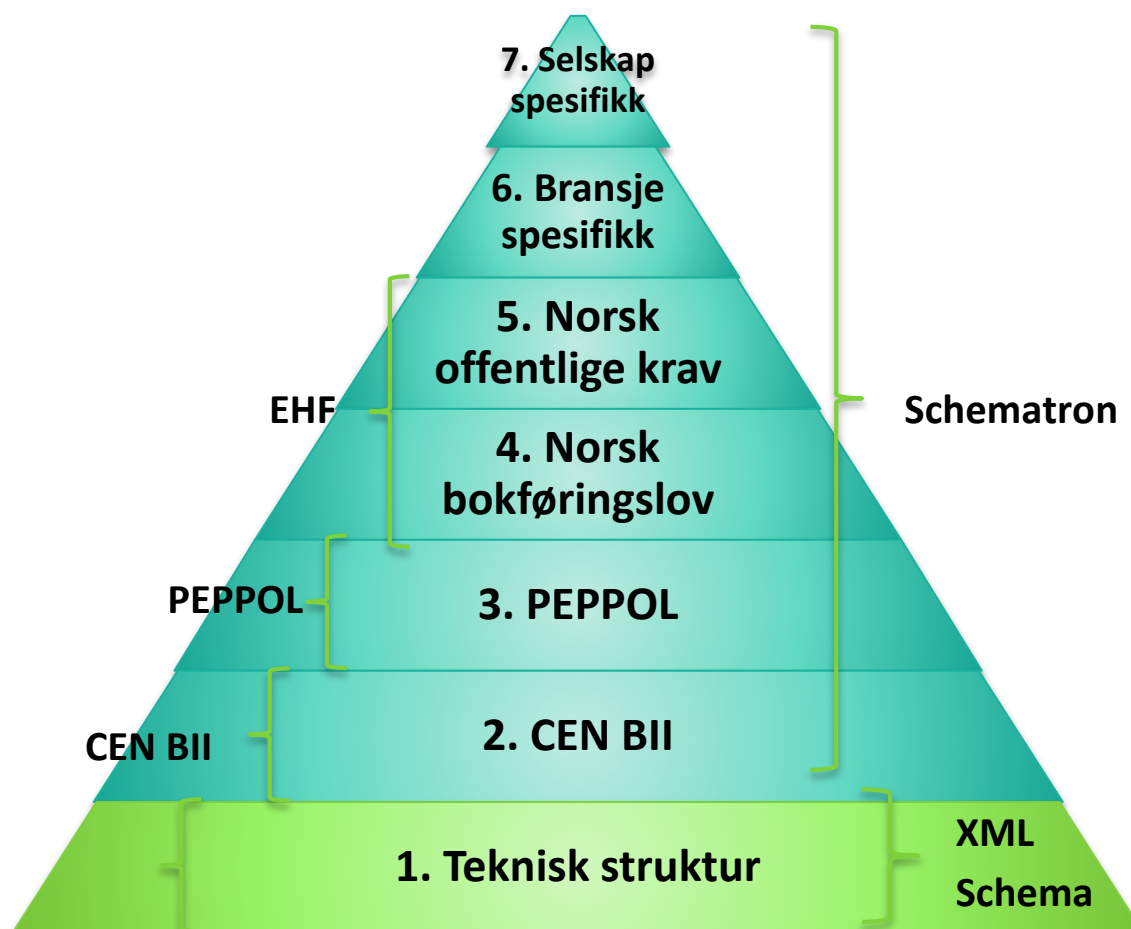 7. Selskap
spesifikk
6. Bransje
spesifikk
5. Norsk
offentlige krav
EHF
Schematron
4. Norsk
bokføringslov
PEPPOL
3. PEPPOL
CEN BII
2. CEN BII
1. Teknisk struktur
XML
Schema